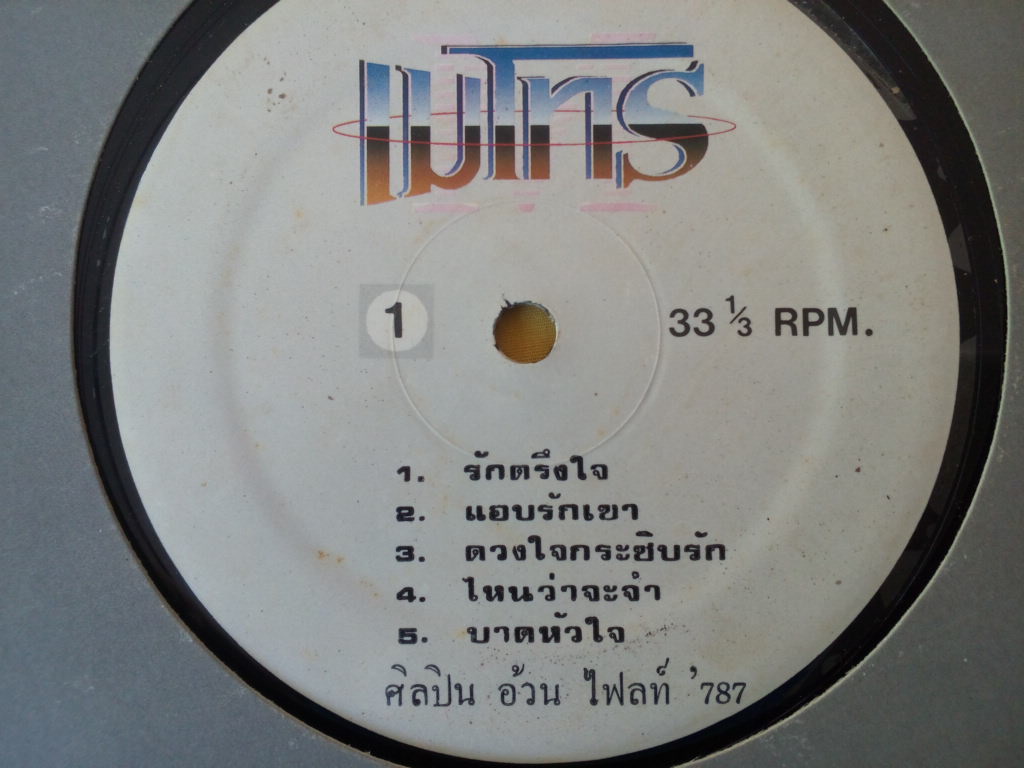 แมโทร
1
33 ⅓ RPM.
1. รักตรึงใจ
2. แอบรักเขา
3. ดวงใจกระซิบรัก
4. ไหนว่าจะจำ
5. บาดหัวใจ
ศิลปิน อ้วน ไฟลท์ '787